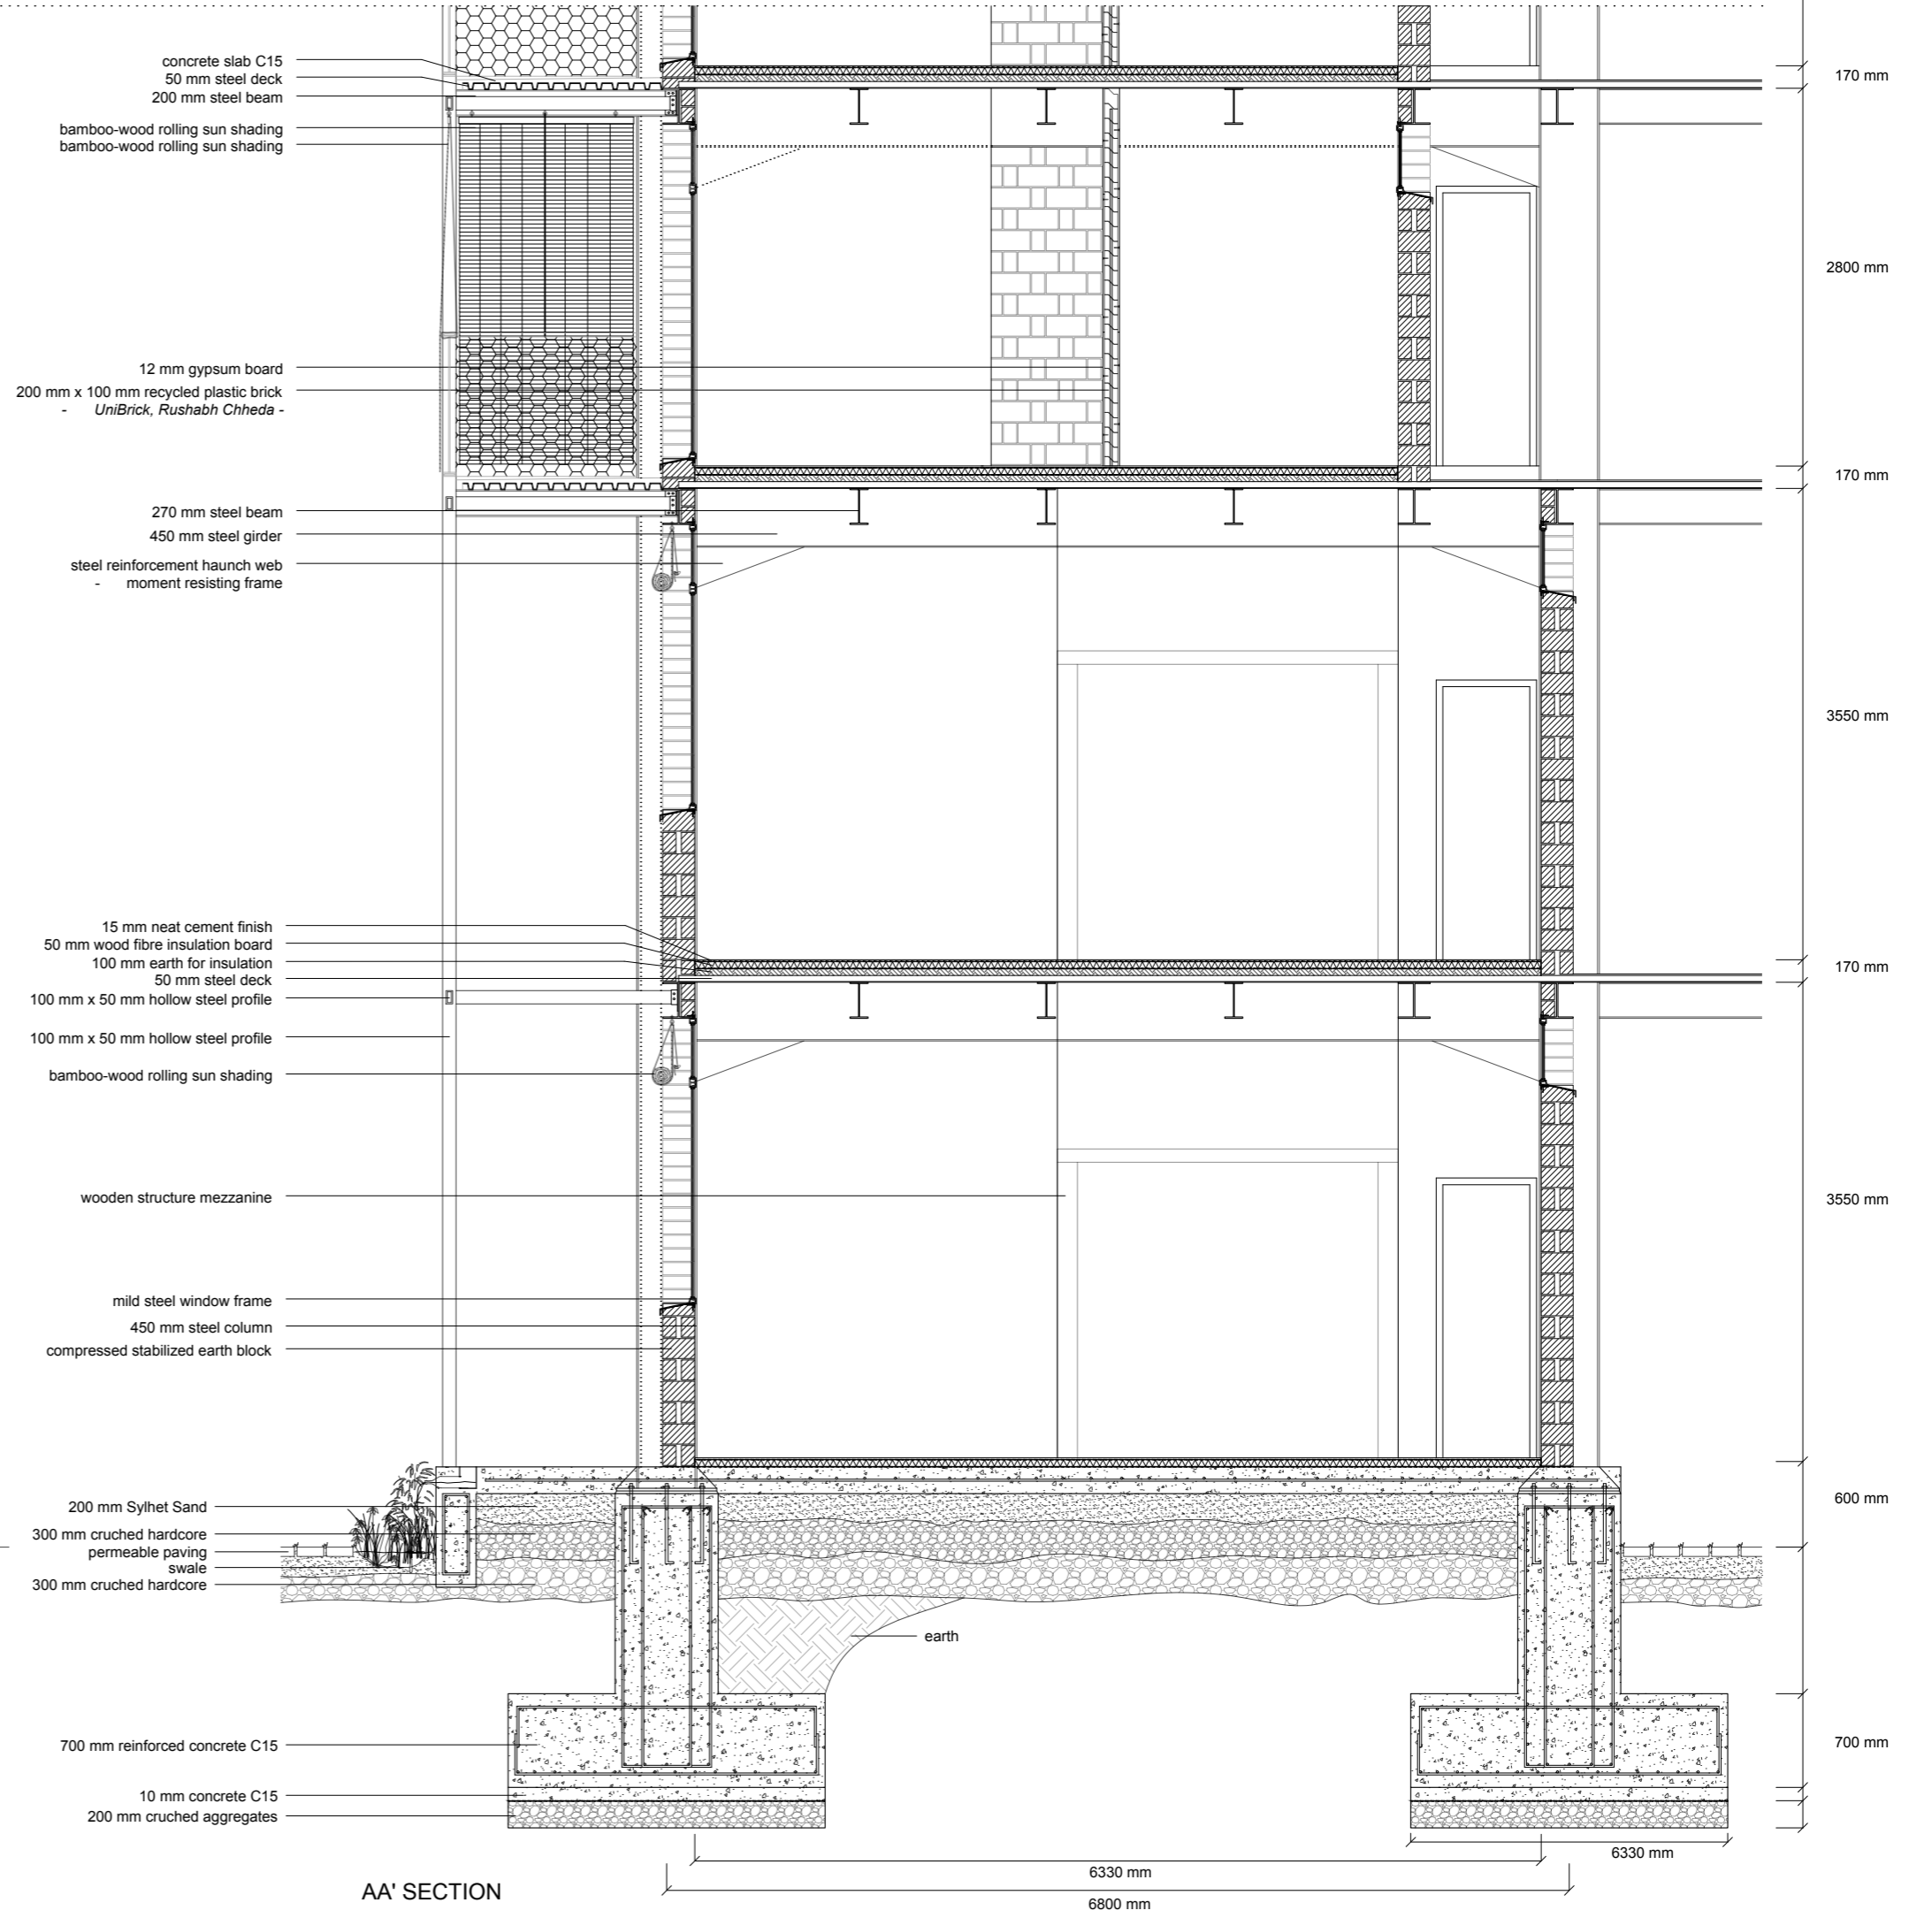 concrete slab C15
50 mm steel deck
200 mm steel beam
bamboo-wood rolling sun shading
bamboo-wood rolling sun shading
12 mm gypsum board
200 mm x 100 mm recycled plastic brick
- UniBrick, Rushabh Chheda -
270 mm steel beam
450 mm steel girder
steel reinforcement haunch web
- moment resisting frame
15 mm neat cement finish
50 mm wood fibre insulation board
100 mm earth for insulation
50 mm steel deck
100 mm x 50 mm hollow steel profile
100 mm x 50 mm hollow steel profile
bamboo-wood rolling sun shading
wooden structure mezzanine
mild steel window frame
450 mm steel column
compressed stabilized earth block
200 mm Sylhet Sand
300 mm cruched hardcore
permeable paving
swale
300 mm cruched hardcore
earth
700 mm reinforced concrete C15
10 mm concrete C15
200 mm cruched aggregates
170 mm
2800 mm
170 mm
3550 mm
170 mm
3550 mm
600 mm
700 mm
6330 mm
6330 mm
6800 mm
AA' SECTION